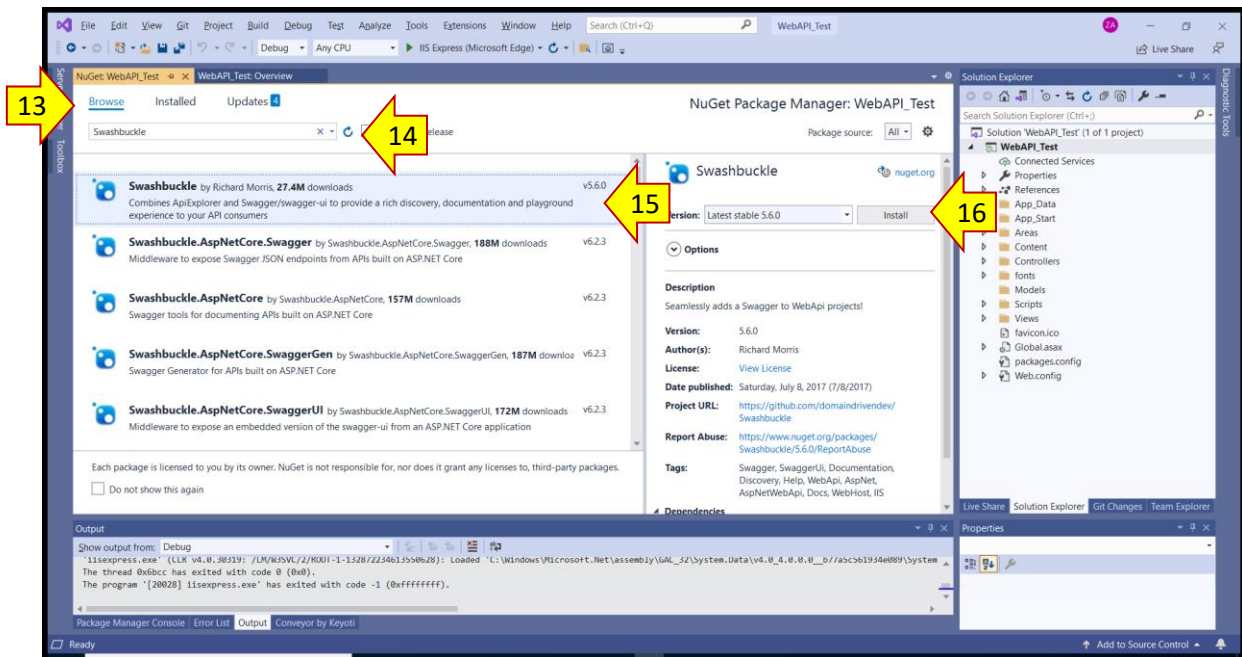 File Edit View Git Project Build Debug Test Analyze Tools Extensions Window Help Search (Ctrl+Q) WebAPI_Test ZA
Debug Any CPU IIS Express (Microsoft Edge) Live Share
NuGet: WebAPI_Test WebAPI_Test: Overview
13
Browse Installed Updates 4
NuGet Package Manager: WebAPI_Test
Swashbuckle
14
Package source: All
Swashbuckle by Richard Morris, 27.4M downloads v5.6.0
Combines ApiExplorer and Swagger/swagger-ui to provide a rich discovery, documentation and playground
experience to your API consumers
15
Swashbuckle.AspNetCore.Swagger by Swashbuckle.AspNetCore.Swagger, 188M downloads v6.2.3
Middleware to expose Swagger JSON endpoints from APIs built on ASP.NET Core
Swashbuckle.AspNetCore by Swashbuckle.AspNetCore, 157M downloads v6.2.3
Swagger tools for documenting APIs built on ASP.NET Core
Swashbuckle.AspNetCore.SwaggerGen by Swashbuckle.AspNetCore.SwaggerGen, 187M downloa v6.2.3
Swagger Generator for APIs built on ASP.NET Core
Swashbuckle.AspNetCore.SwaggerUI by Swashbuckle.AspNetCore.SwaggerUI, 172M downloads v6.2.3
Middleware to expose an embedded version of the swagger-ui from an ASP.NET Core application
Each package is licensed to you by its owner. NuGet is not responsible for, nor does it grant any licenses to, third-party packages.
Do not show this again
Swashbuckle nuget.org
Latest stable 5.6.0 Install
16
Options
Description
Seamlessly adds a Swagger to WebApi projects!
Version: 5.6.0
Author(s): Richard Morris
License: View License
Date published: Saturday, July 8, 2017 (7/8/2017)
Project URL: https://github.com/domaindrivendev/
Swashbuckle
Report Abuse: https://www.nuget.org/packages/
Swashbuckle/5.6.0/ReportAbuse
Tags: Swagger, SwaggerUi, Documentation,
Discovery, Help, WebApi, AspNet,
AspNetWebApi, Docs, WebHost, IIS
Dependencies
Solution Explorer
Search Solution Explorer (Ctrl+;)
Solution 'WebAPI_Test' (1 of 1 project)
WebAPI_Test
Connected Services
Properties
References
App_Data
App_Start
Areas
Content
Controllers
fonts
Models
Scripts
Views
favicon.ico
Global.asax
packages.config
Web.config
Live Share Solution Explorer Git Changes Team Explorer
Properties
Diagnostic Tools
Toolbox
Output
Show output from: Debug
The thread 0x6bcc has exited with code 0 (0x0).
The program '[20028] iisexpress.exe' has exited with code -1 (0xffffffff).
Package Manager Console Error List Output Conveyor by Keyoti
Ready Add to Source Control